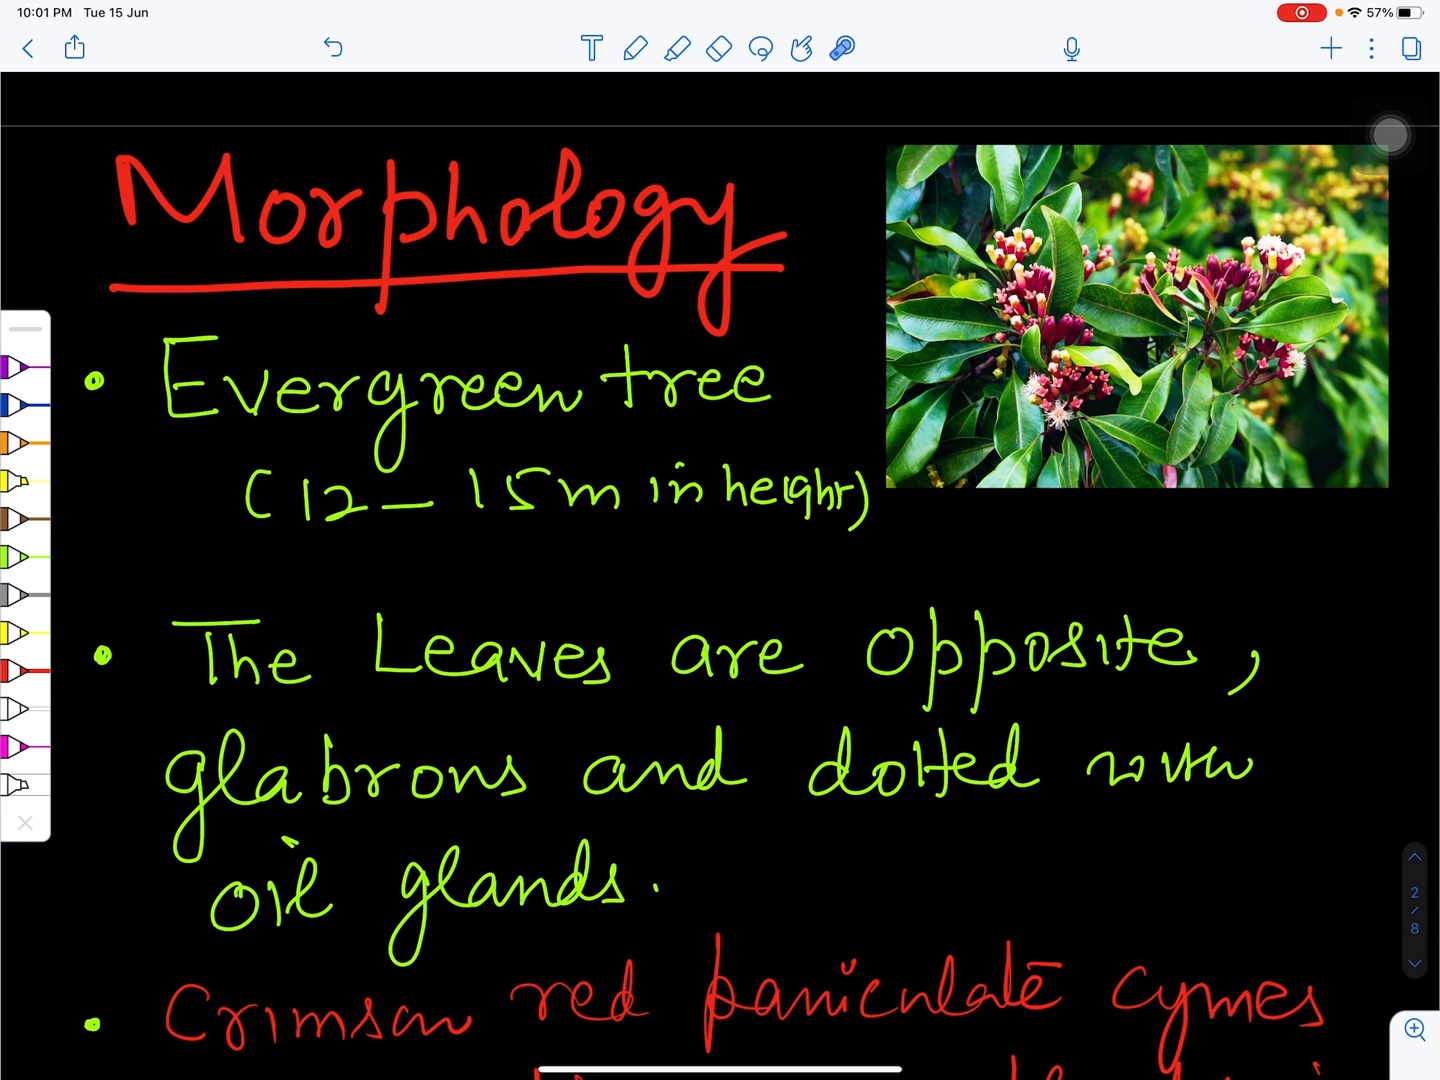 10:01 PM Tue 15 Jun
57%
Morphology
• Evergreen tree
(12 – 15m in height)
• The Leaves are opposite,
glabrous and dotted with
oil glands.
• Crimson red paniculate cymes
2
/
8